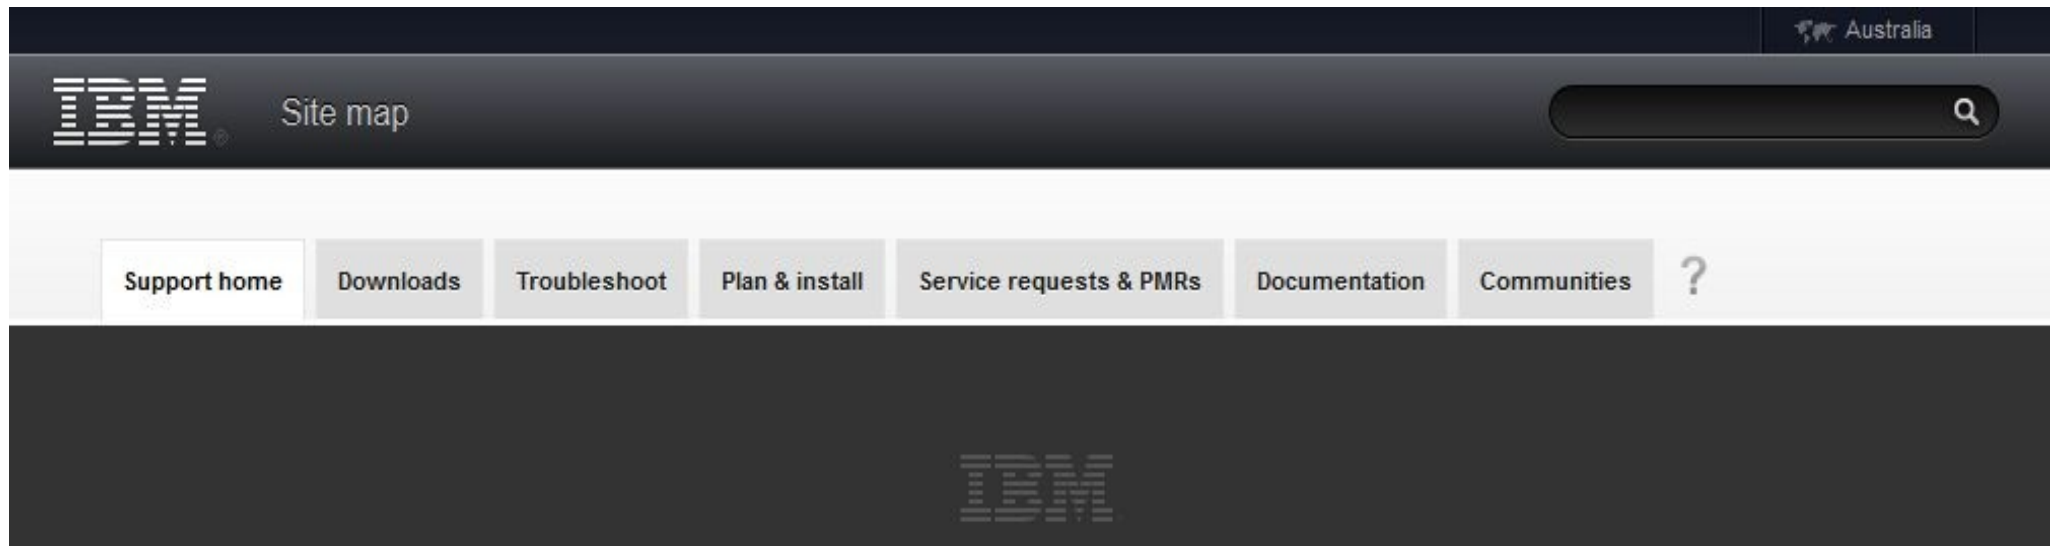 Australia
IBM® Site map
Support home Downloads Troubleshoot Plan & install Service requests & PMRs Documentation Communities ?
IBM